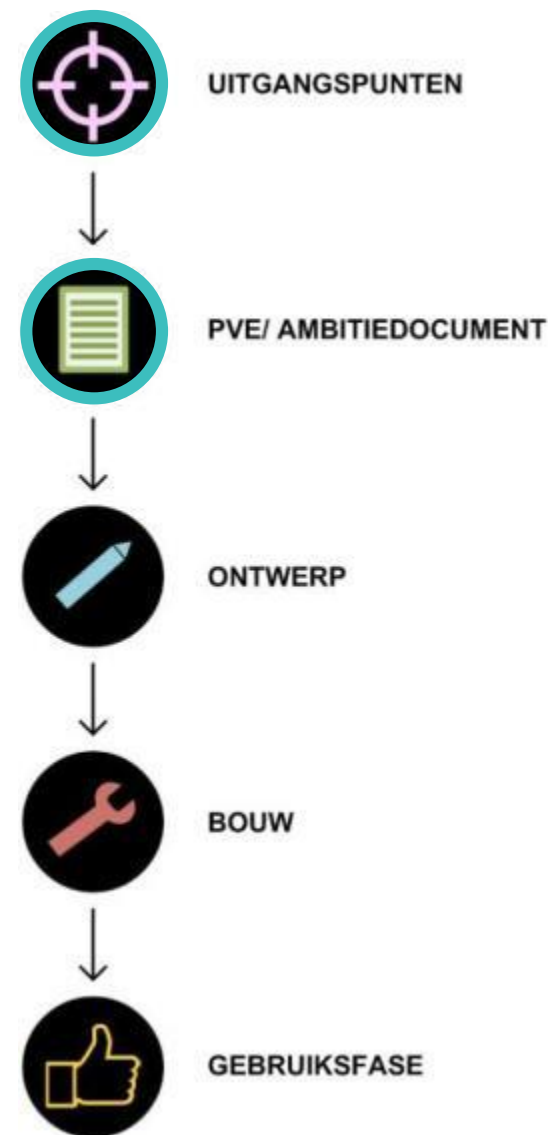 UITGANGSPUNTEN
PVE/ AMBITIEDOCUMENT
ONTWERP
BOUW
GEBRUIKSFASE